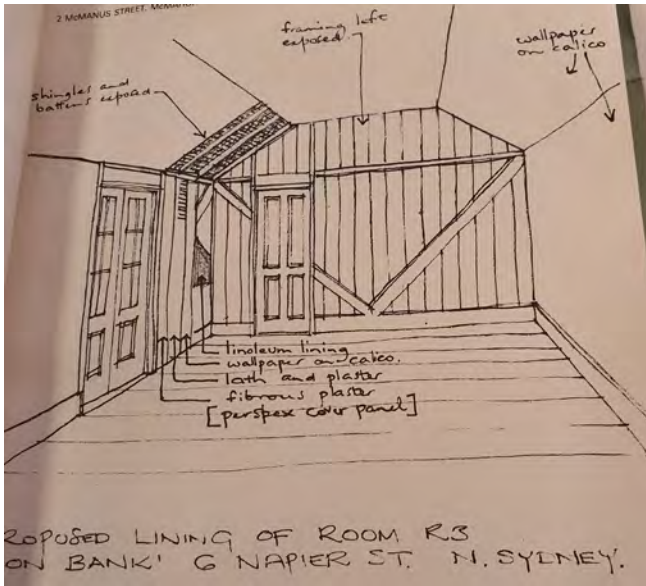 2 McMANUS STREET, McMAHON
framing left
exposed.
wallpaper
on calico
shingles and
battens exposed
linoleum lining
wallpaper on calico.
lath and plaster
fibrous plaster
[perspex cover panel]
ROPOSED LINING OF ROOM R3
ON BANK' 6 NAPIER ST. N. SYDNEY.